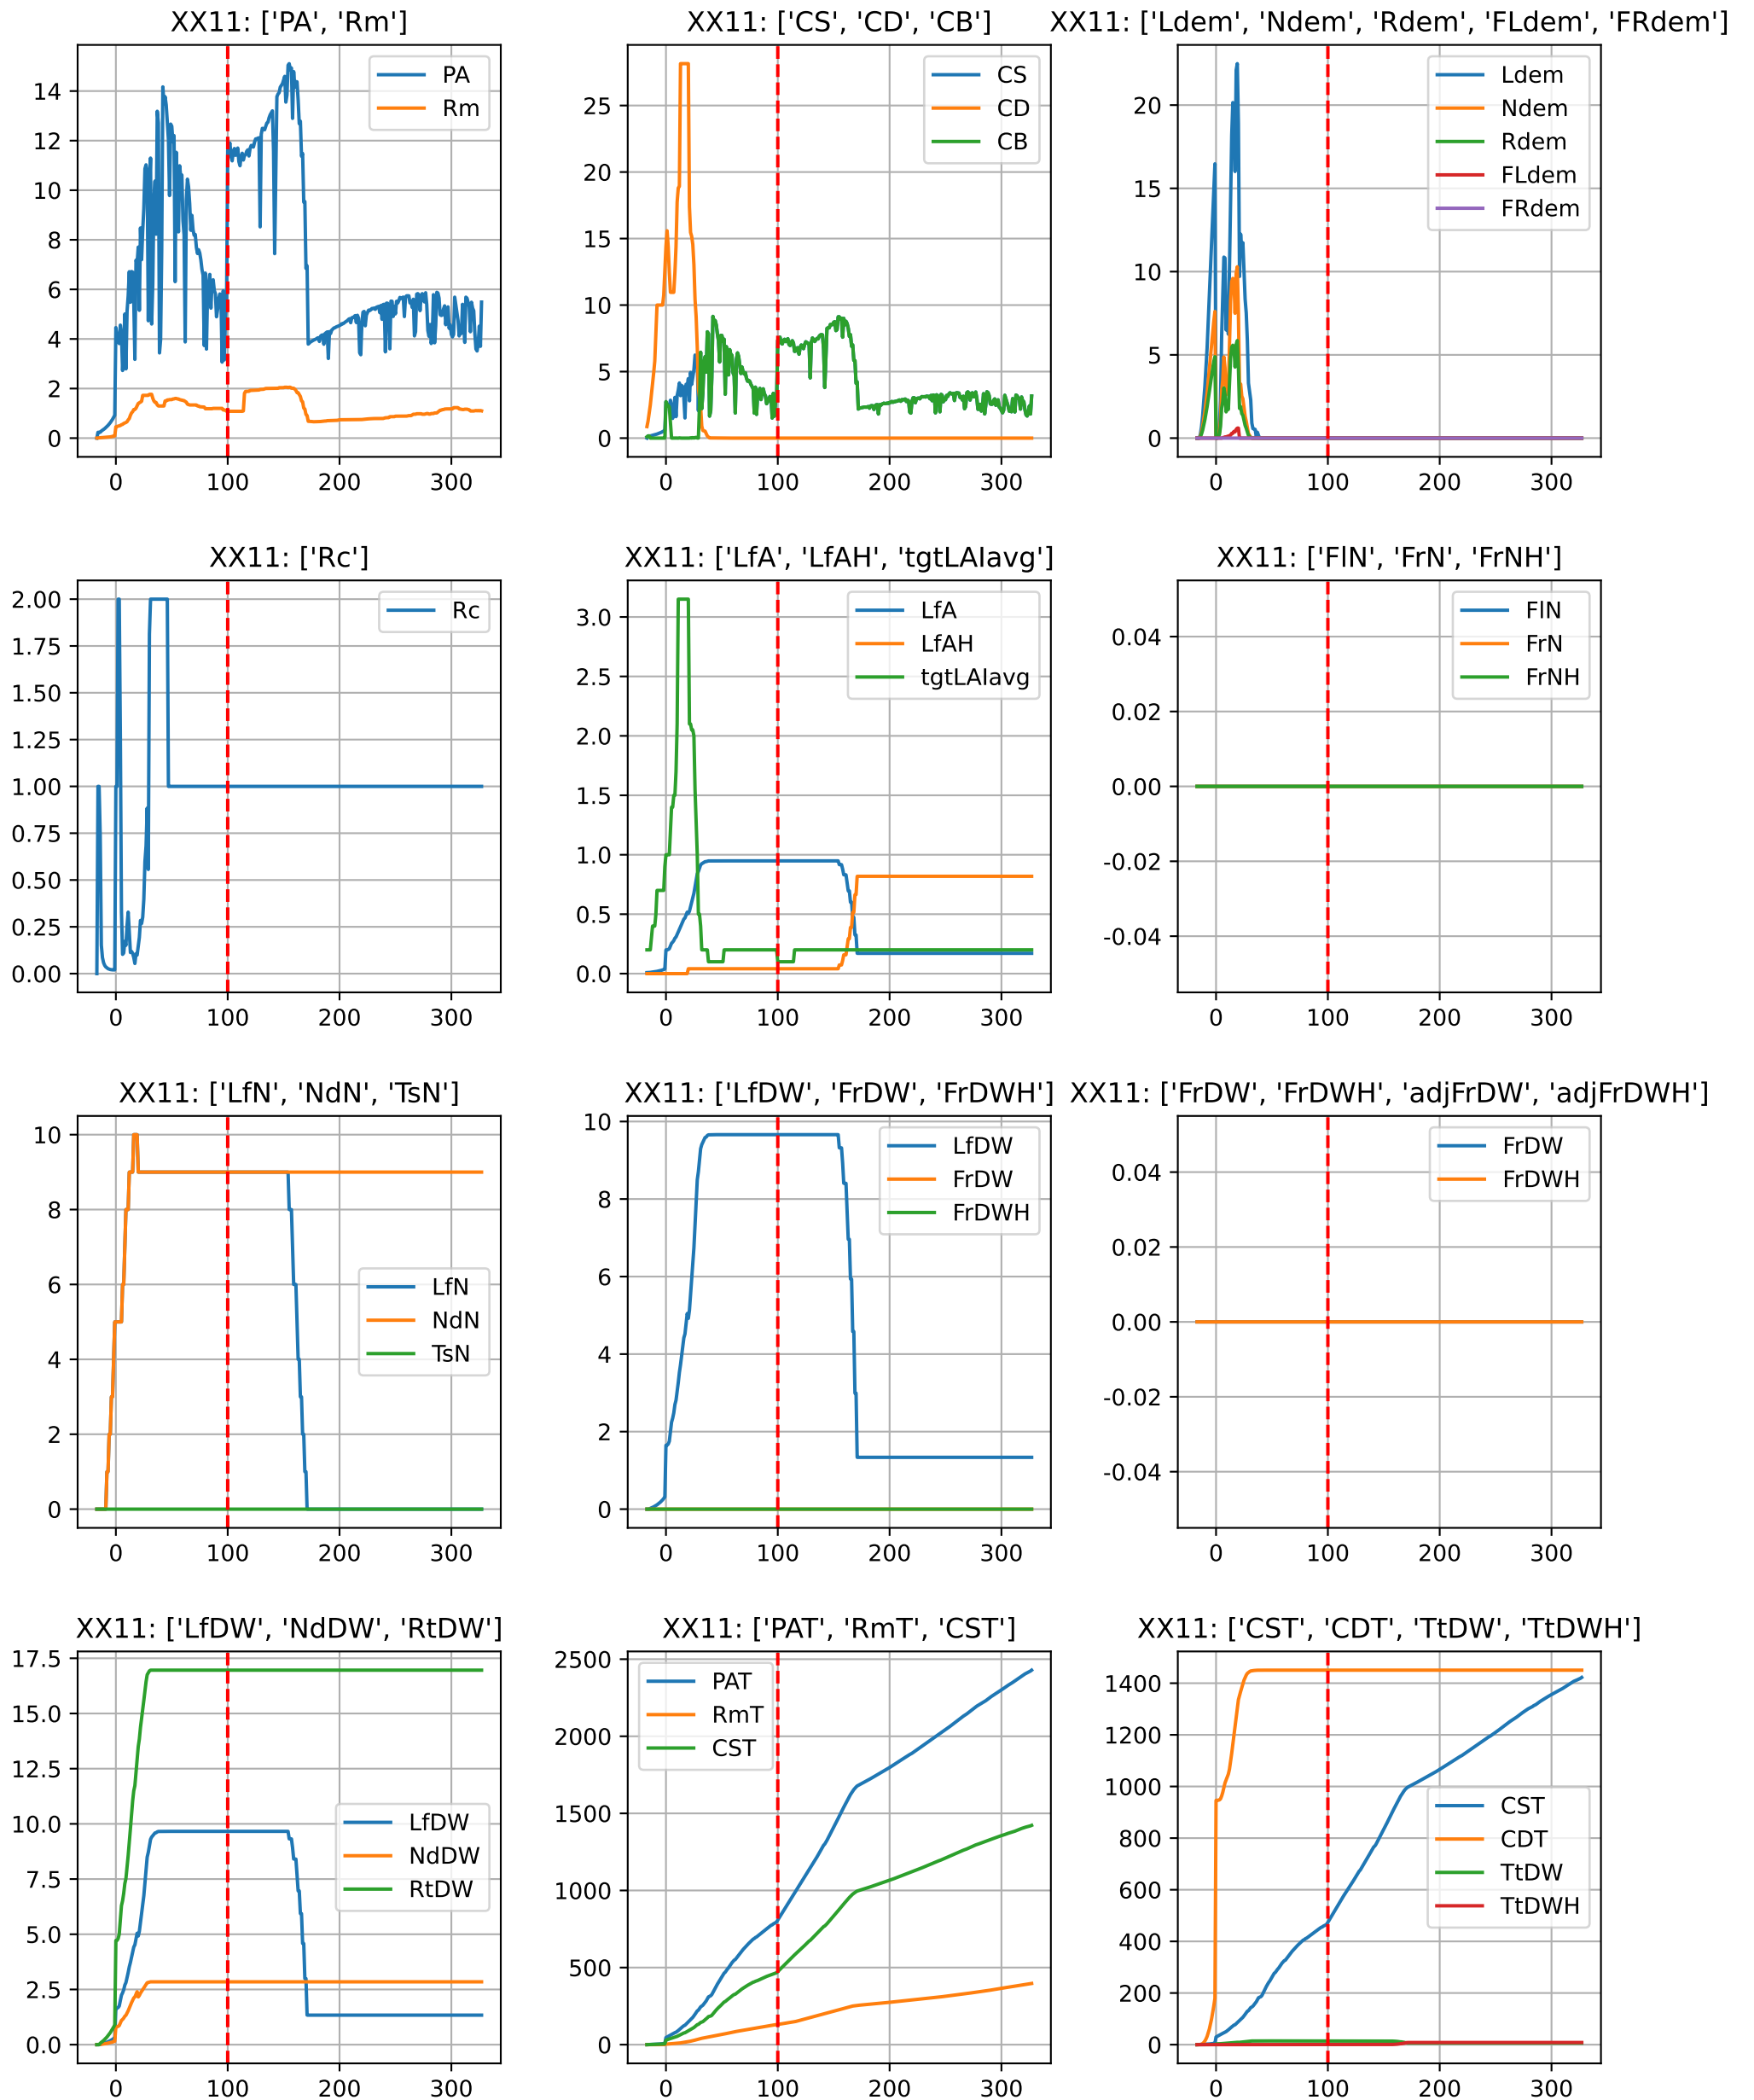 XX11: ['PA', 'Rm']
14
12
10
8
6
4
2
0
0 100 200 300
PA
Rm
XX11: ['CS', 'CD', 'CB']
25
20
15
10
5
0
0 100 200 300
CS
CD
CB
XX11: ['Ldem', 'Ndem', 'Rdem', 'FLdem', 'FRdem']
20
15
10
5
0
0 100 200 300
Ldem
Ndem
Rdem
FLdem
FRdem
XX11: ['Rc']
2.00
1.75
1.50
1.25
1.00
0.75
0.50
0.25
0.00
0 100 200 300
Rc
XX11: ['LfA', 'LfAH', 'tgtLAIavg']
3.0
2.5
2.0
1.5
1.0
0.5
0.0
0 100 200 300
LfA
LfAH
tgtLAIavg
XX11: ['FlN', 'FrN', 'FrNH']
0.04
0.02
0.00
-0.02
-0.04
0 100 200 300
FlN
FrN
FrNH
XX11: ['LfN', 'NdN', 'TsN']
10
8
6
4
2
0
0 100 200 300
LfN
NdN
TsN
XX11: ['LfDW', 'FrDW', 'FrDWH']
10
8
6
4
2
0
0 100 200 300
LfDW
FrDW
FrDWH
XX11: ['FrDW', 'FrDWH', 'adjFrDW', 'adjFrDWH']
0.04
0.02
0.00
-0.02
-0.04
0 100 200 300
FrDW
FrDWH
XX11: ['LfDW', 'NdDW', 'RtDW']
17.5
15.0
12.5
10.0
7.5
5.0
2.5
0.0
0 100 200 300
LfDW
NdDW
RtDW
XX11: ['PAT', 'RmT', 'CST']
2500
2000
1500
1000
500
0
0 100 200 300
PAT
RmT
CST
XX11: ['CST', 'CDT', 'TtDW', 'TtDWH']
1400
1200
1000
800
600
400
200
0
0 100 200 300
CST
CDT
TtDW
TtDWH